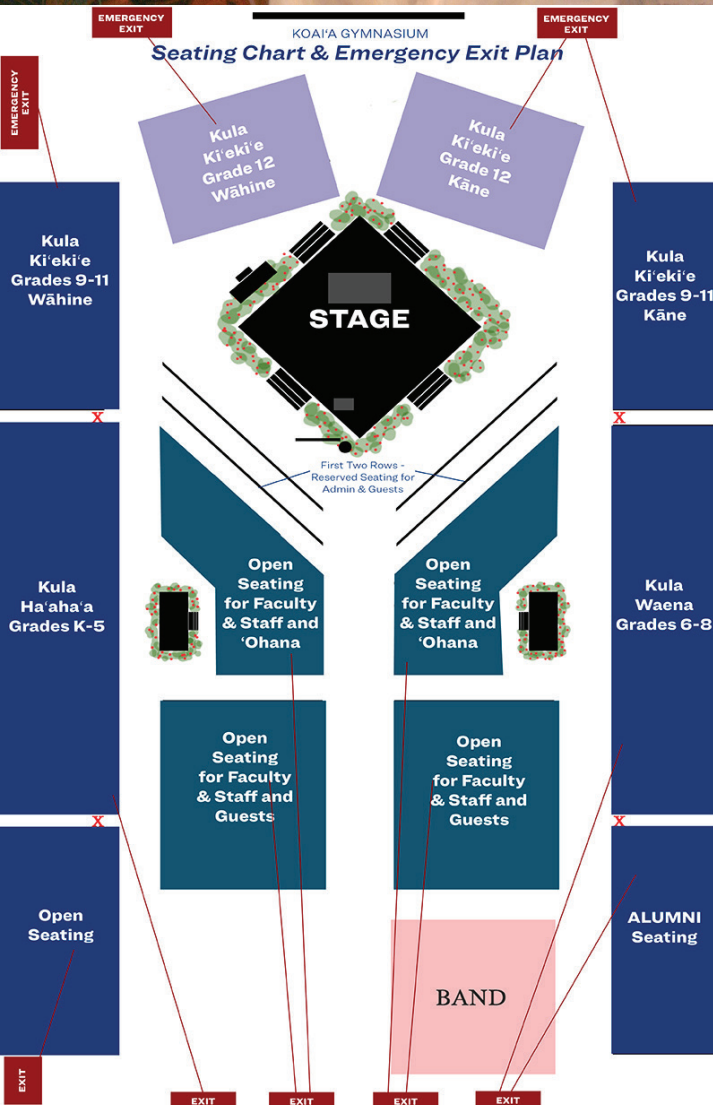 EMERGENCY
EXIT
EMERGENCY
EXIT
KOAIʻA GYMNASIUM
Seating Chart & Emergency Exit Plan
EMERGENCY
EXIT
Kula
Kiʻekiʻe
Grade 12
Wāhine
Kula
Kiʻekiʻe
Grade 12
Kāne
Kula
Kiʻekiʻe
Grades 9-11
Wāhine
STAGE
Kula
Kiʻekiʻe
Grades 9-11
Kāne
X
X
First Two Rows -
Reserved Seating for
Admin & Guests
Kula
Haʻahaʻa
Grades K-5
Open
Seating
for Faculty
& Staff and
ʻOhana
Open
Seating
for Faculty
& Staff and
ʻOhana
Kula
Waena
Grades 6-8
Open
Seating
for Faculty
& Staff and
Guests
Open
Seating
for Faculty
& Staff and
Guests
X
X
Open
Seating
ALUMNI
Seating
BAND
EXIT
EXIT
EXIT
EXIT
EXIT